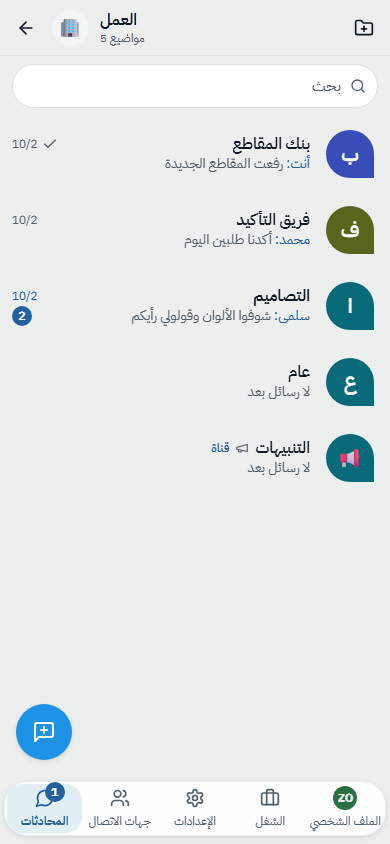 العمل
5 مواضيع
بحث
ب
بنك المقاطع
10/2
أنت: رفعت المقاطع الجديدة
ف
فريق التأكيد
10/2
محمد: أكدنا طلبين اليوم
ا
التصاميم
10/2
سلمى: شوفوا الألوان وقولولي رأيكم
2
ع
عام
لا رسائل بعد
التنبيهات قناة
لا رسائل بعد
ZO
الملف الشخصي
الشغل
الإعدادات
جهات الاتصال
1
المحادثات